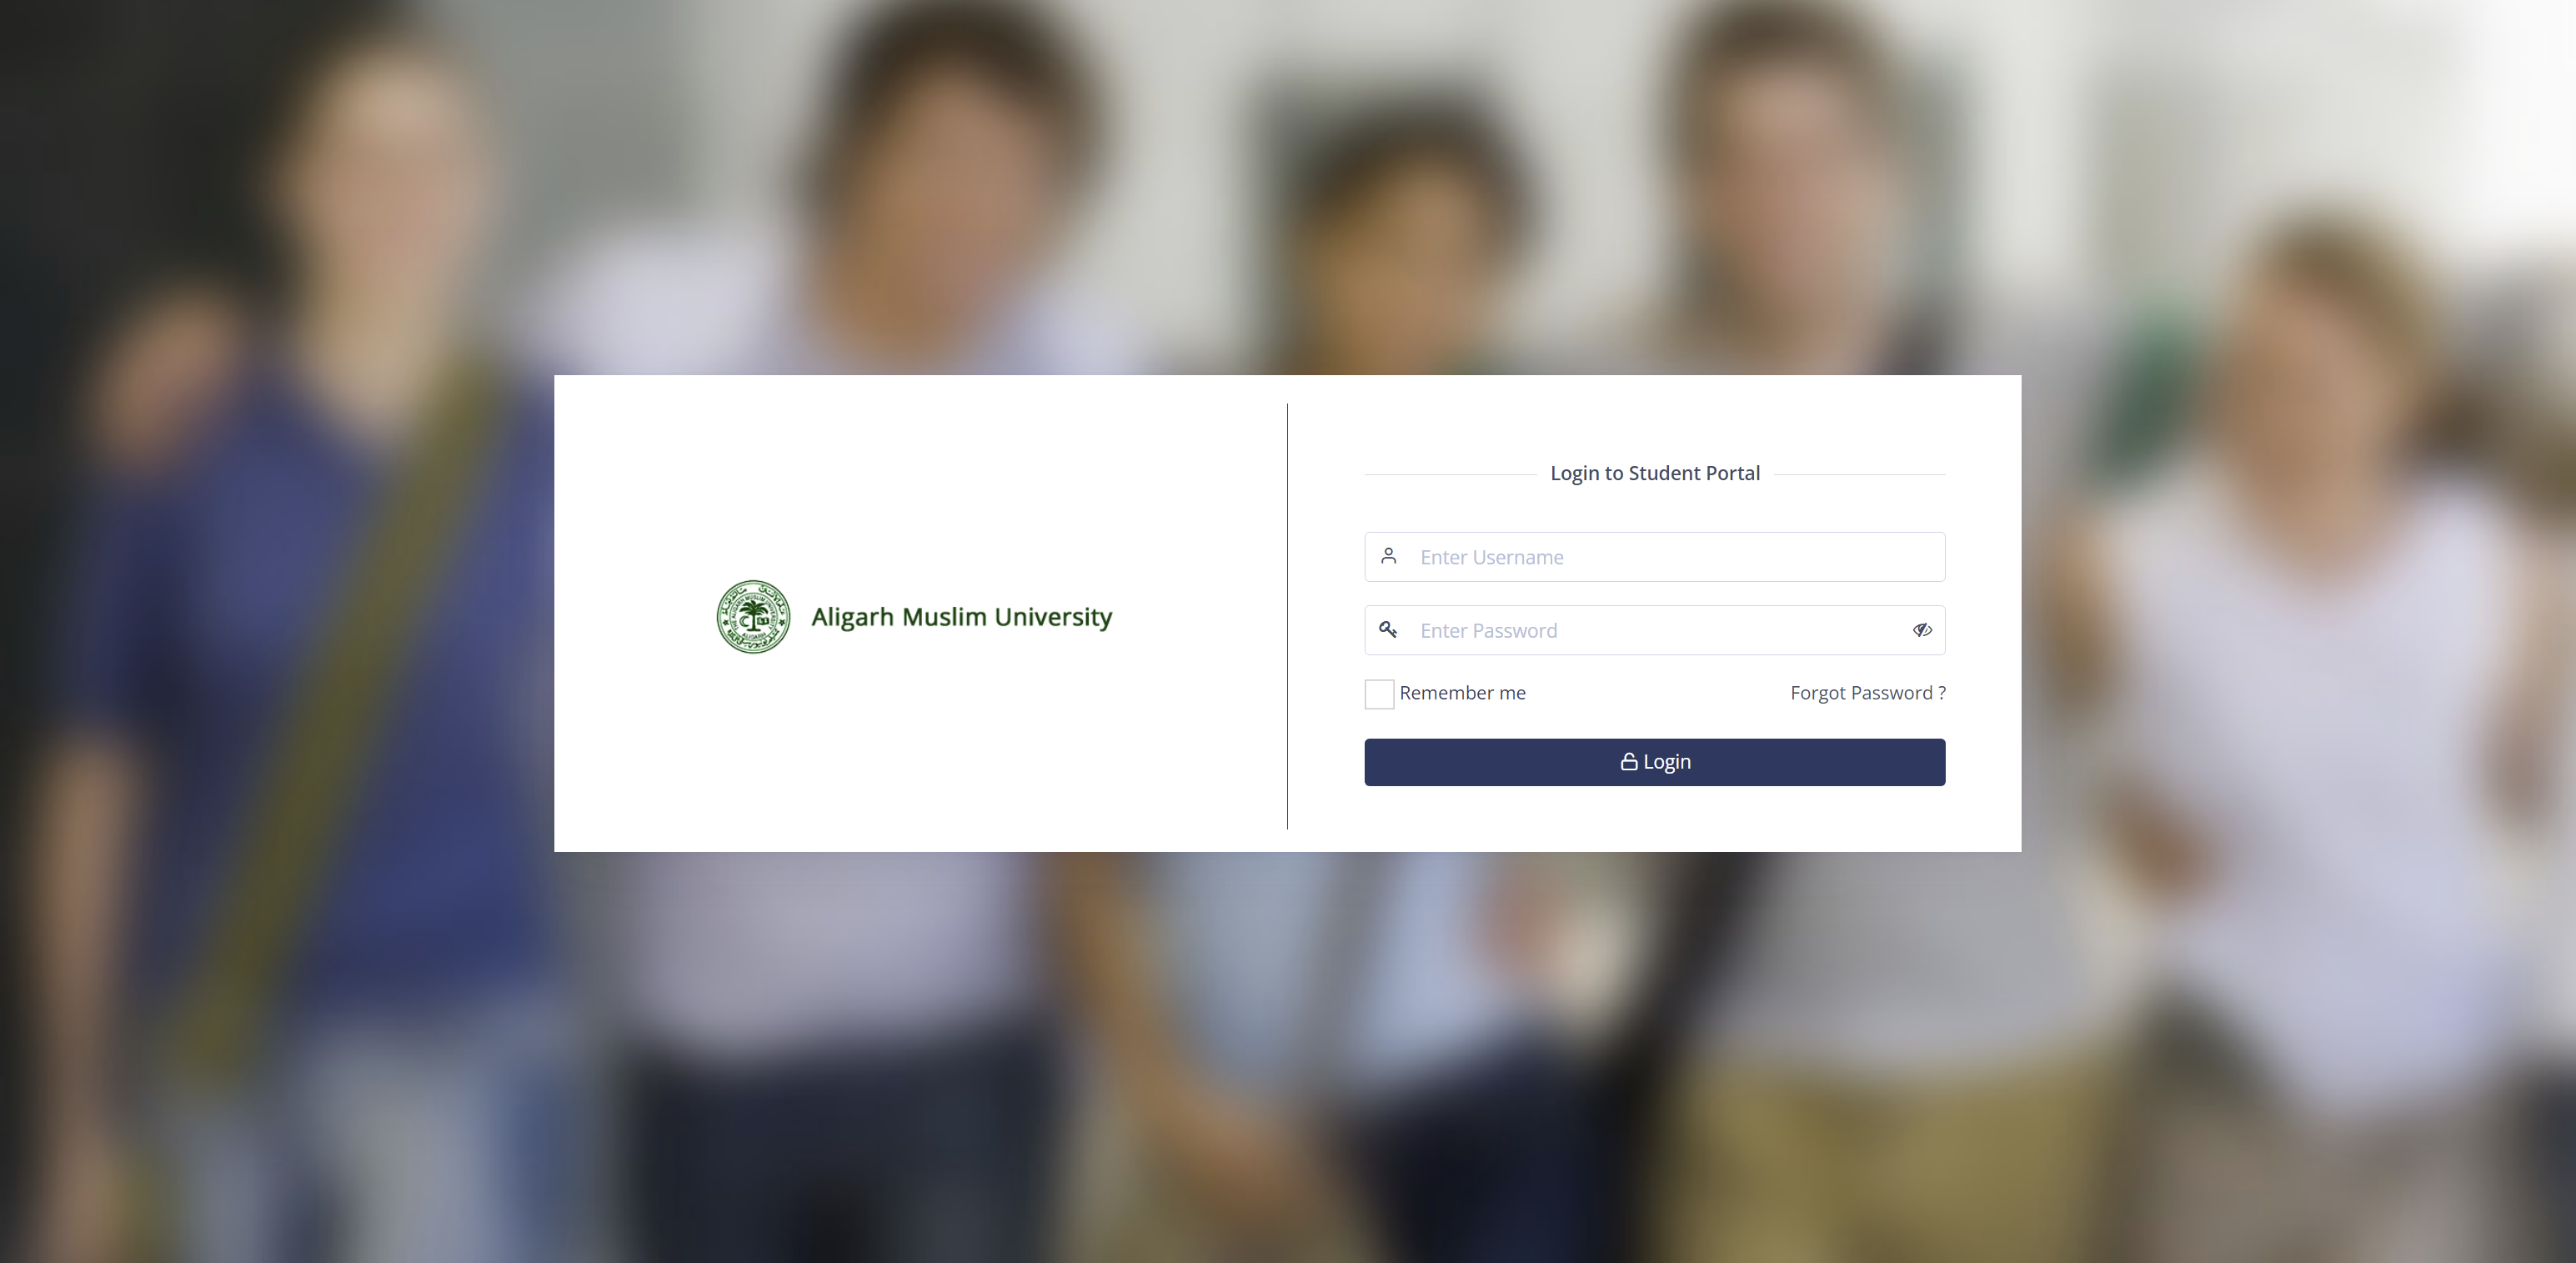 Aligarh Muslim University
Login to Student Portal
Enter Username
Enter Password
Remember me
Forgot Password ?
Login